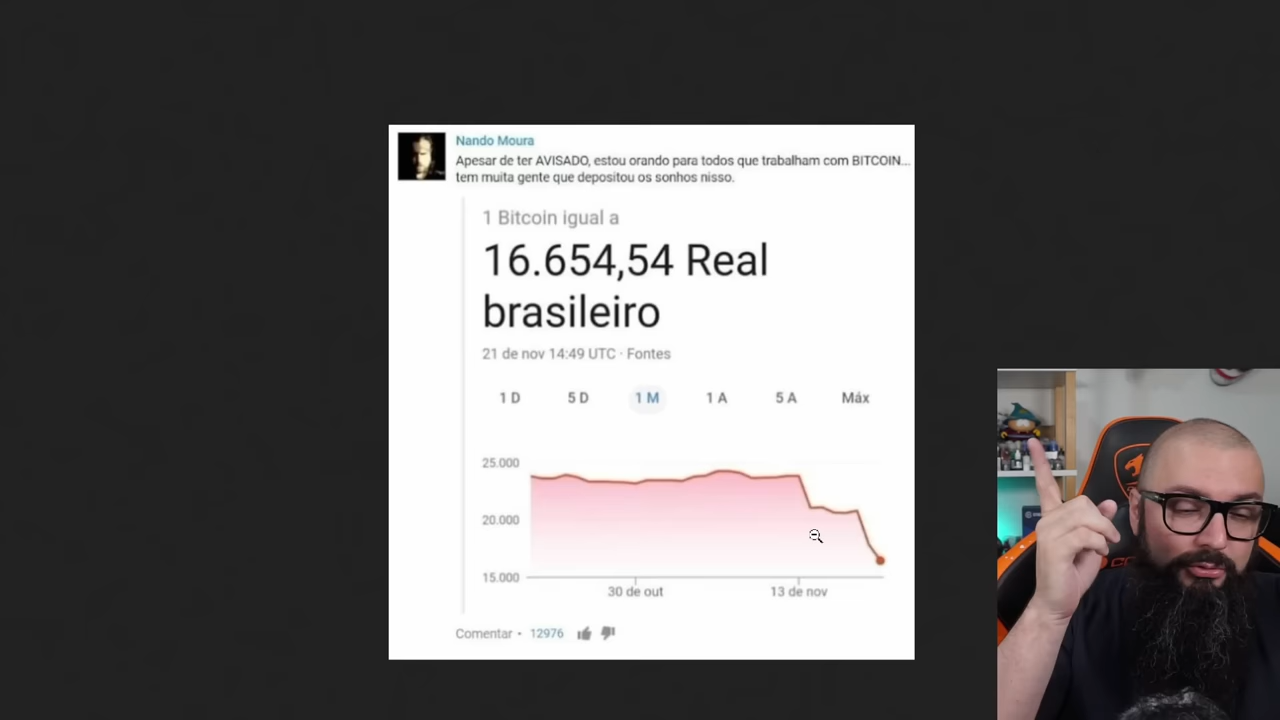 Nando Moura
Apesar de ter AVISADO, estou orando para todos que trabalham com BITCOIN...
tem muita gente que depositou os sonhos nisso.
1 Bitcoin igual a
16.654,54 Real
brasileiro
21 de nov 14:49 UTC · Fontes
1 D 5 D 1 M 1 A 5 A Máx
25.000
20.000
15.000
30 de out 13 de nov
Comentar • 12976